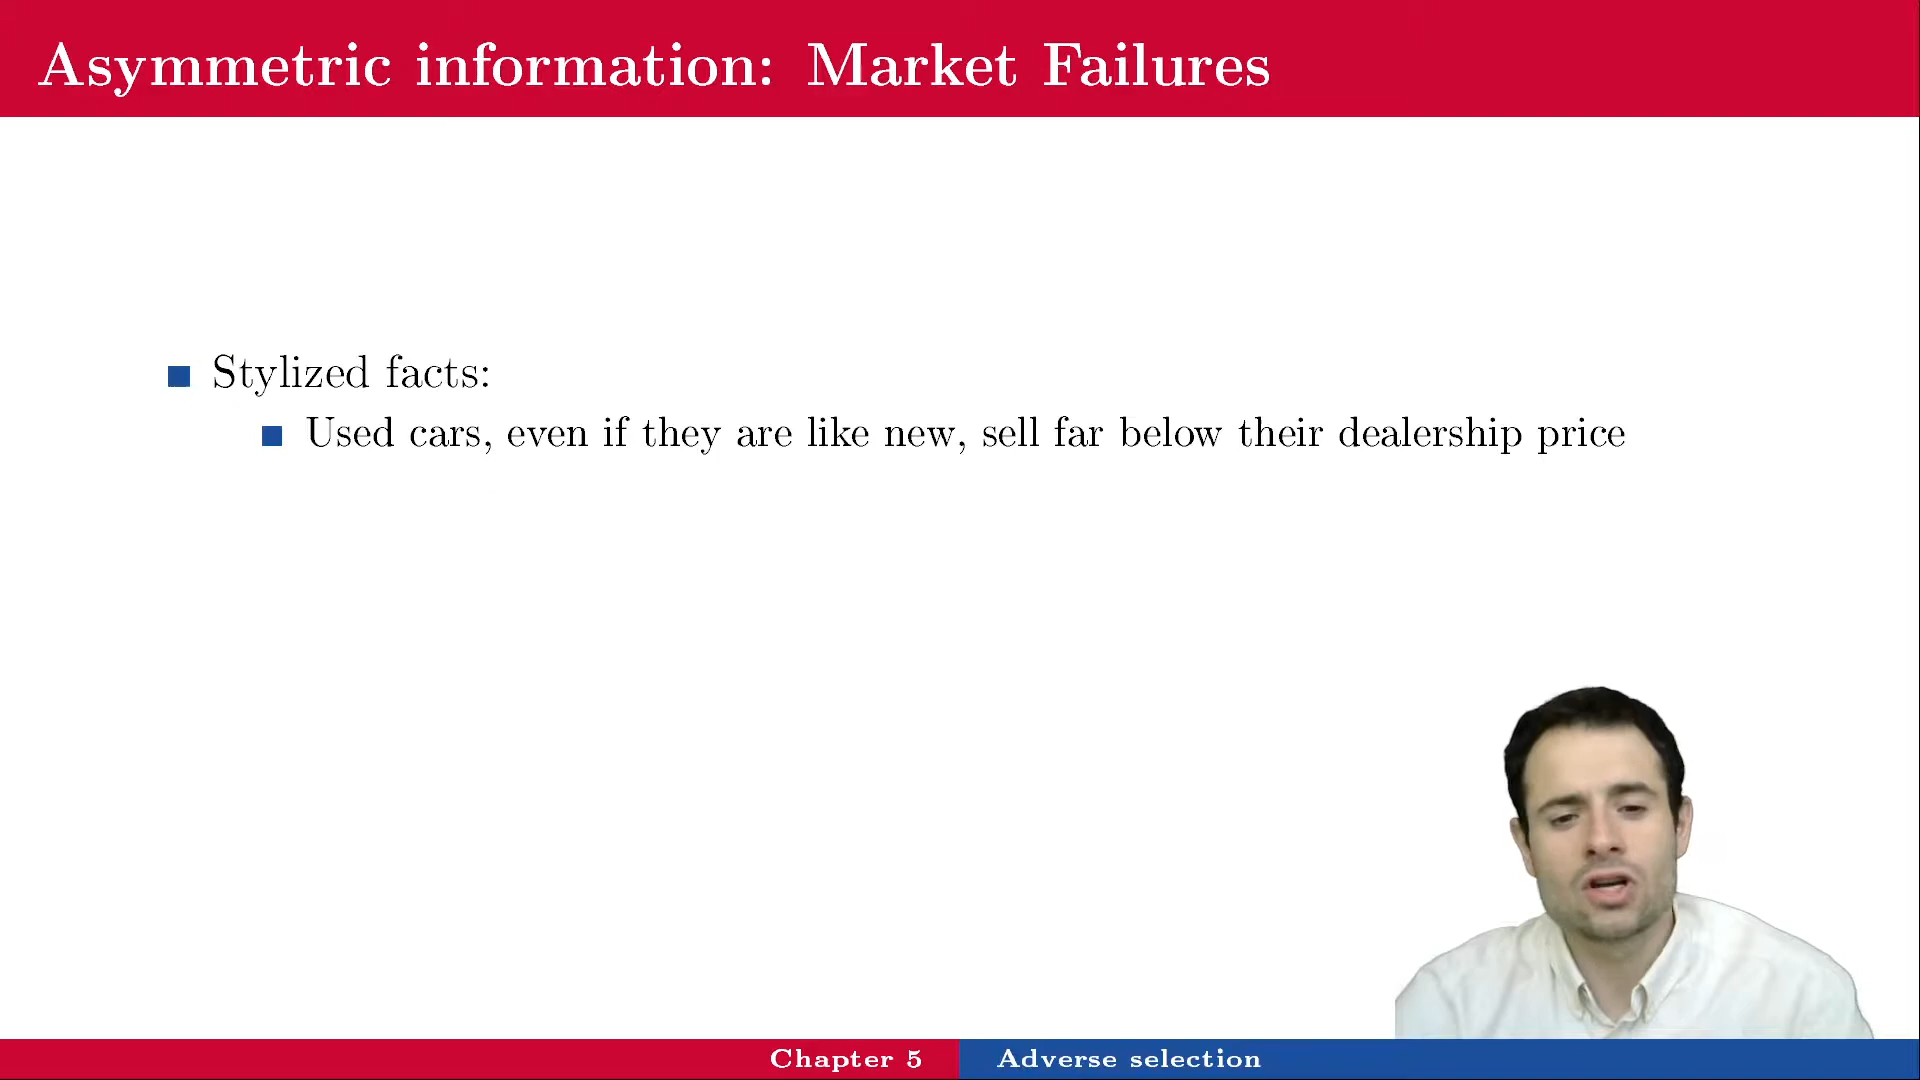 Asymmetric information: Market Failures
Stylized facts:
Used cars, even if they are like new, sell far below their dealership price
Chapter 5
Adverse selection